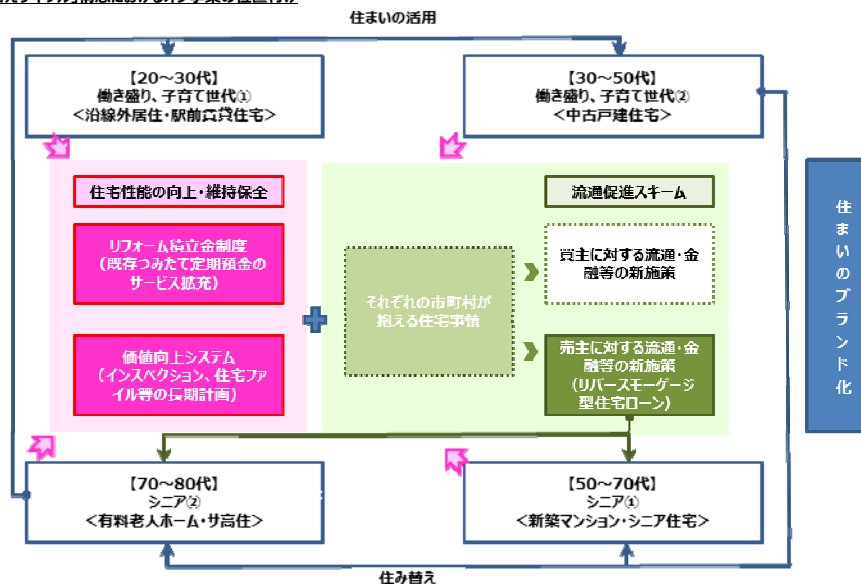 住まいの活用
【20～30代】
働き盛り、子育て世代①
＜沿線外居住・駅前賃貸住宅＞
【30～50代】
働き盛り、子育て世代②
＜中古戸建住宅＞
住宅性能の向上・維持保全
リフォーム積立金制度
（既存つみたて定期預金の
サービス拡充）
価値向上システム
（インスペクション、住宅ファ
イル等の長期計画）
それぞれの市町村が
抱える住宅事情
流通促進スキーム
買主に対する流通・金
融等の新施策
売主に対する流通・金
融等の新施策
（リバースモーゲージ
型住宅ローン）
住まいのブランド化
【70～80代】
シニア②
＜有料老人ホーム・サ高住＞
【50～70代】
シニア①
＜新築マンション・シニア住宅＞
住み替え